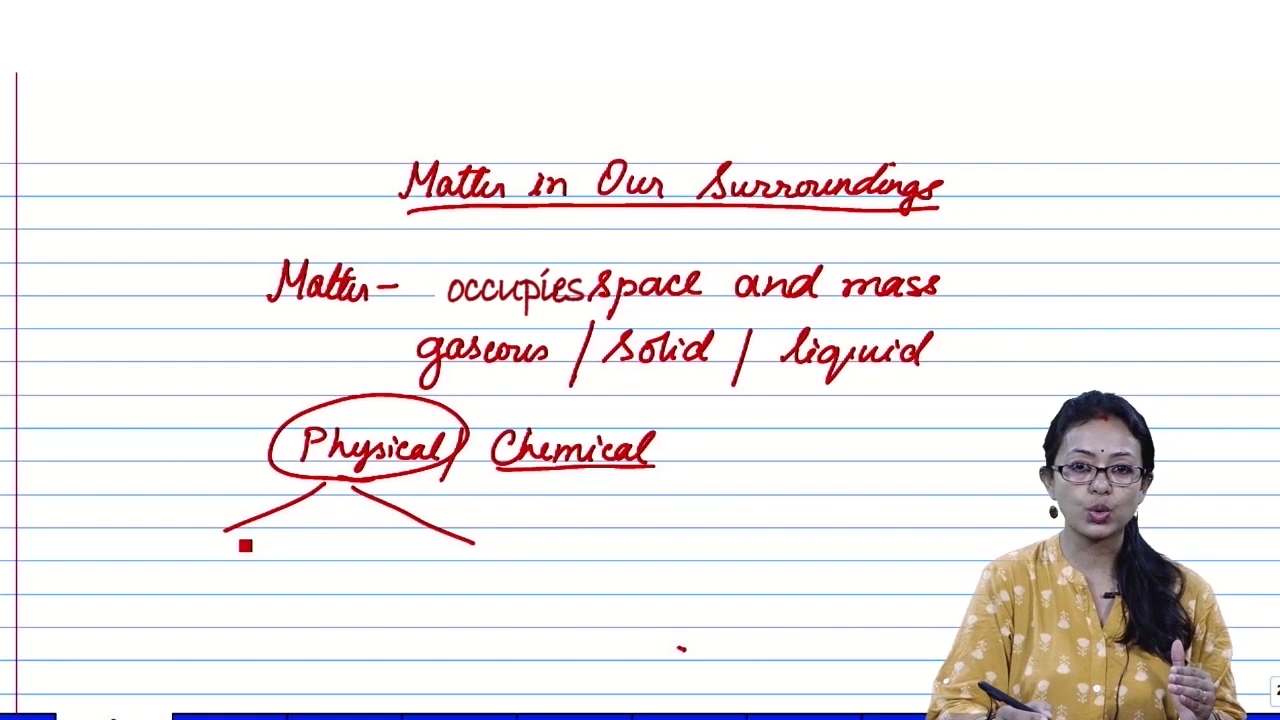 Matter in Our Surroundings
Matter- occupies space and mass
gaseous / solid / liquid
Physical / Chemical